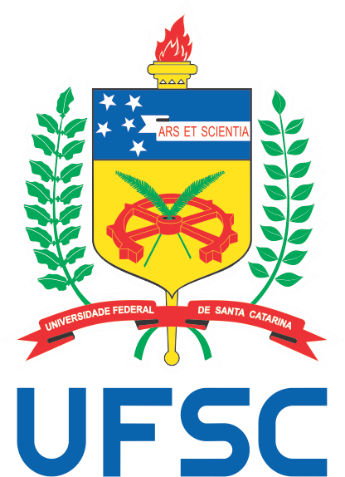 ARS ET SCIENTIA
UNIVERSIDADE FEDERAL DE SANTA CATARINA
UFSC